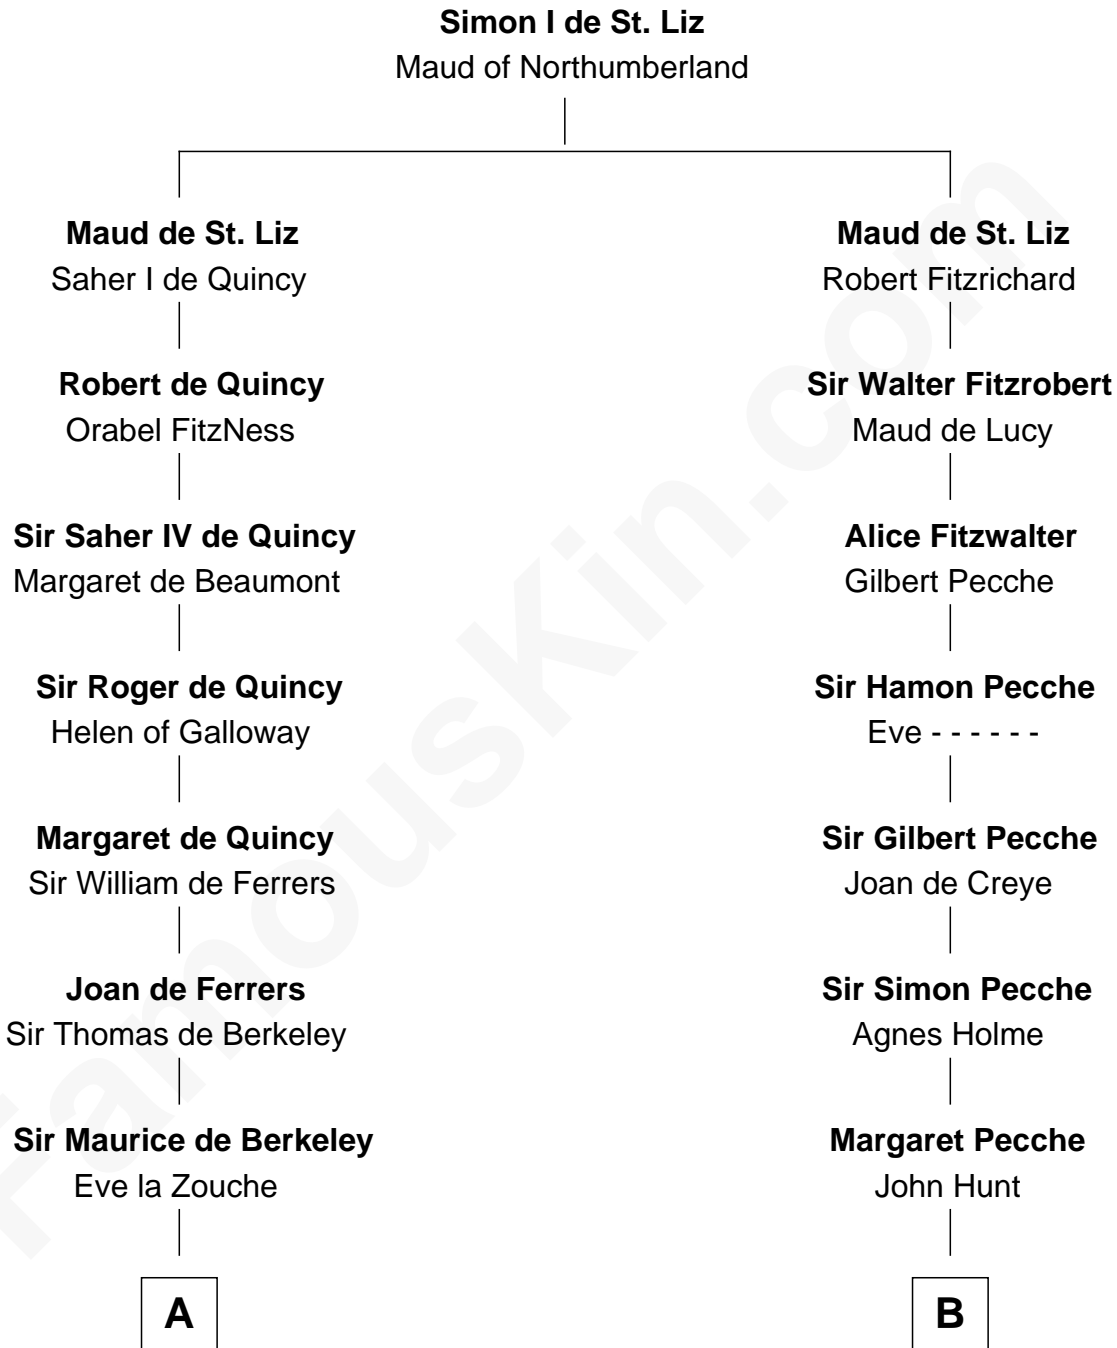 Simon I de St. Liz
Maud of Northumberland
Maud de St. Liz
Saher I de Quincy
Robert de Quincy
Orabel FitzNess
Sir Saher IV de Quincy
Margaret de Beaumont
Sir Roger de Quincy
Helen of Galloway
Margaret de Quincy
Sir William de Ferrers
Joan de Ferrers
Sir Thomas de Berkeley
Sir Maurice de Berkeley
Eve la Zouche
A
Maud de St. Liz
Robert Fitzrichard
Sir Walter Fitzrobert
Maud de Lucy
Alice Fitzwalter
Gilbert Pecche
Sir Hamon Pecche
Eve - - - - - -
Sir Gilbert Pecche
Joan de Creye
Sir Simon Pecche
Agnes Holme
Margaret Pecche
John Hunt
B
FamousKin.com